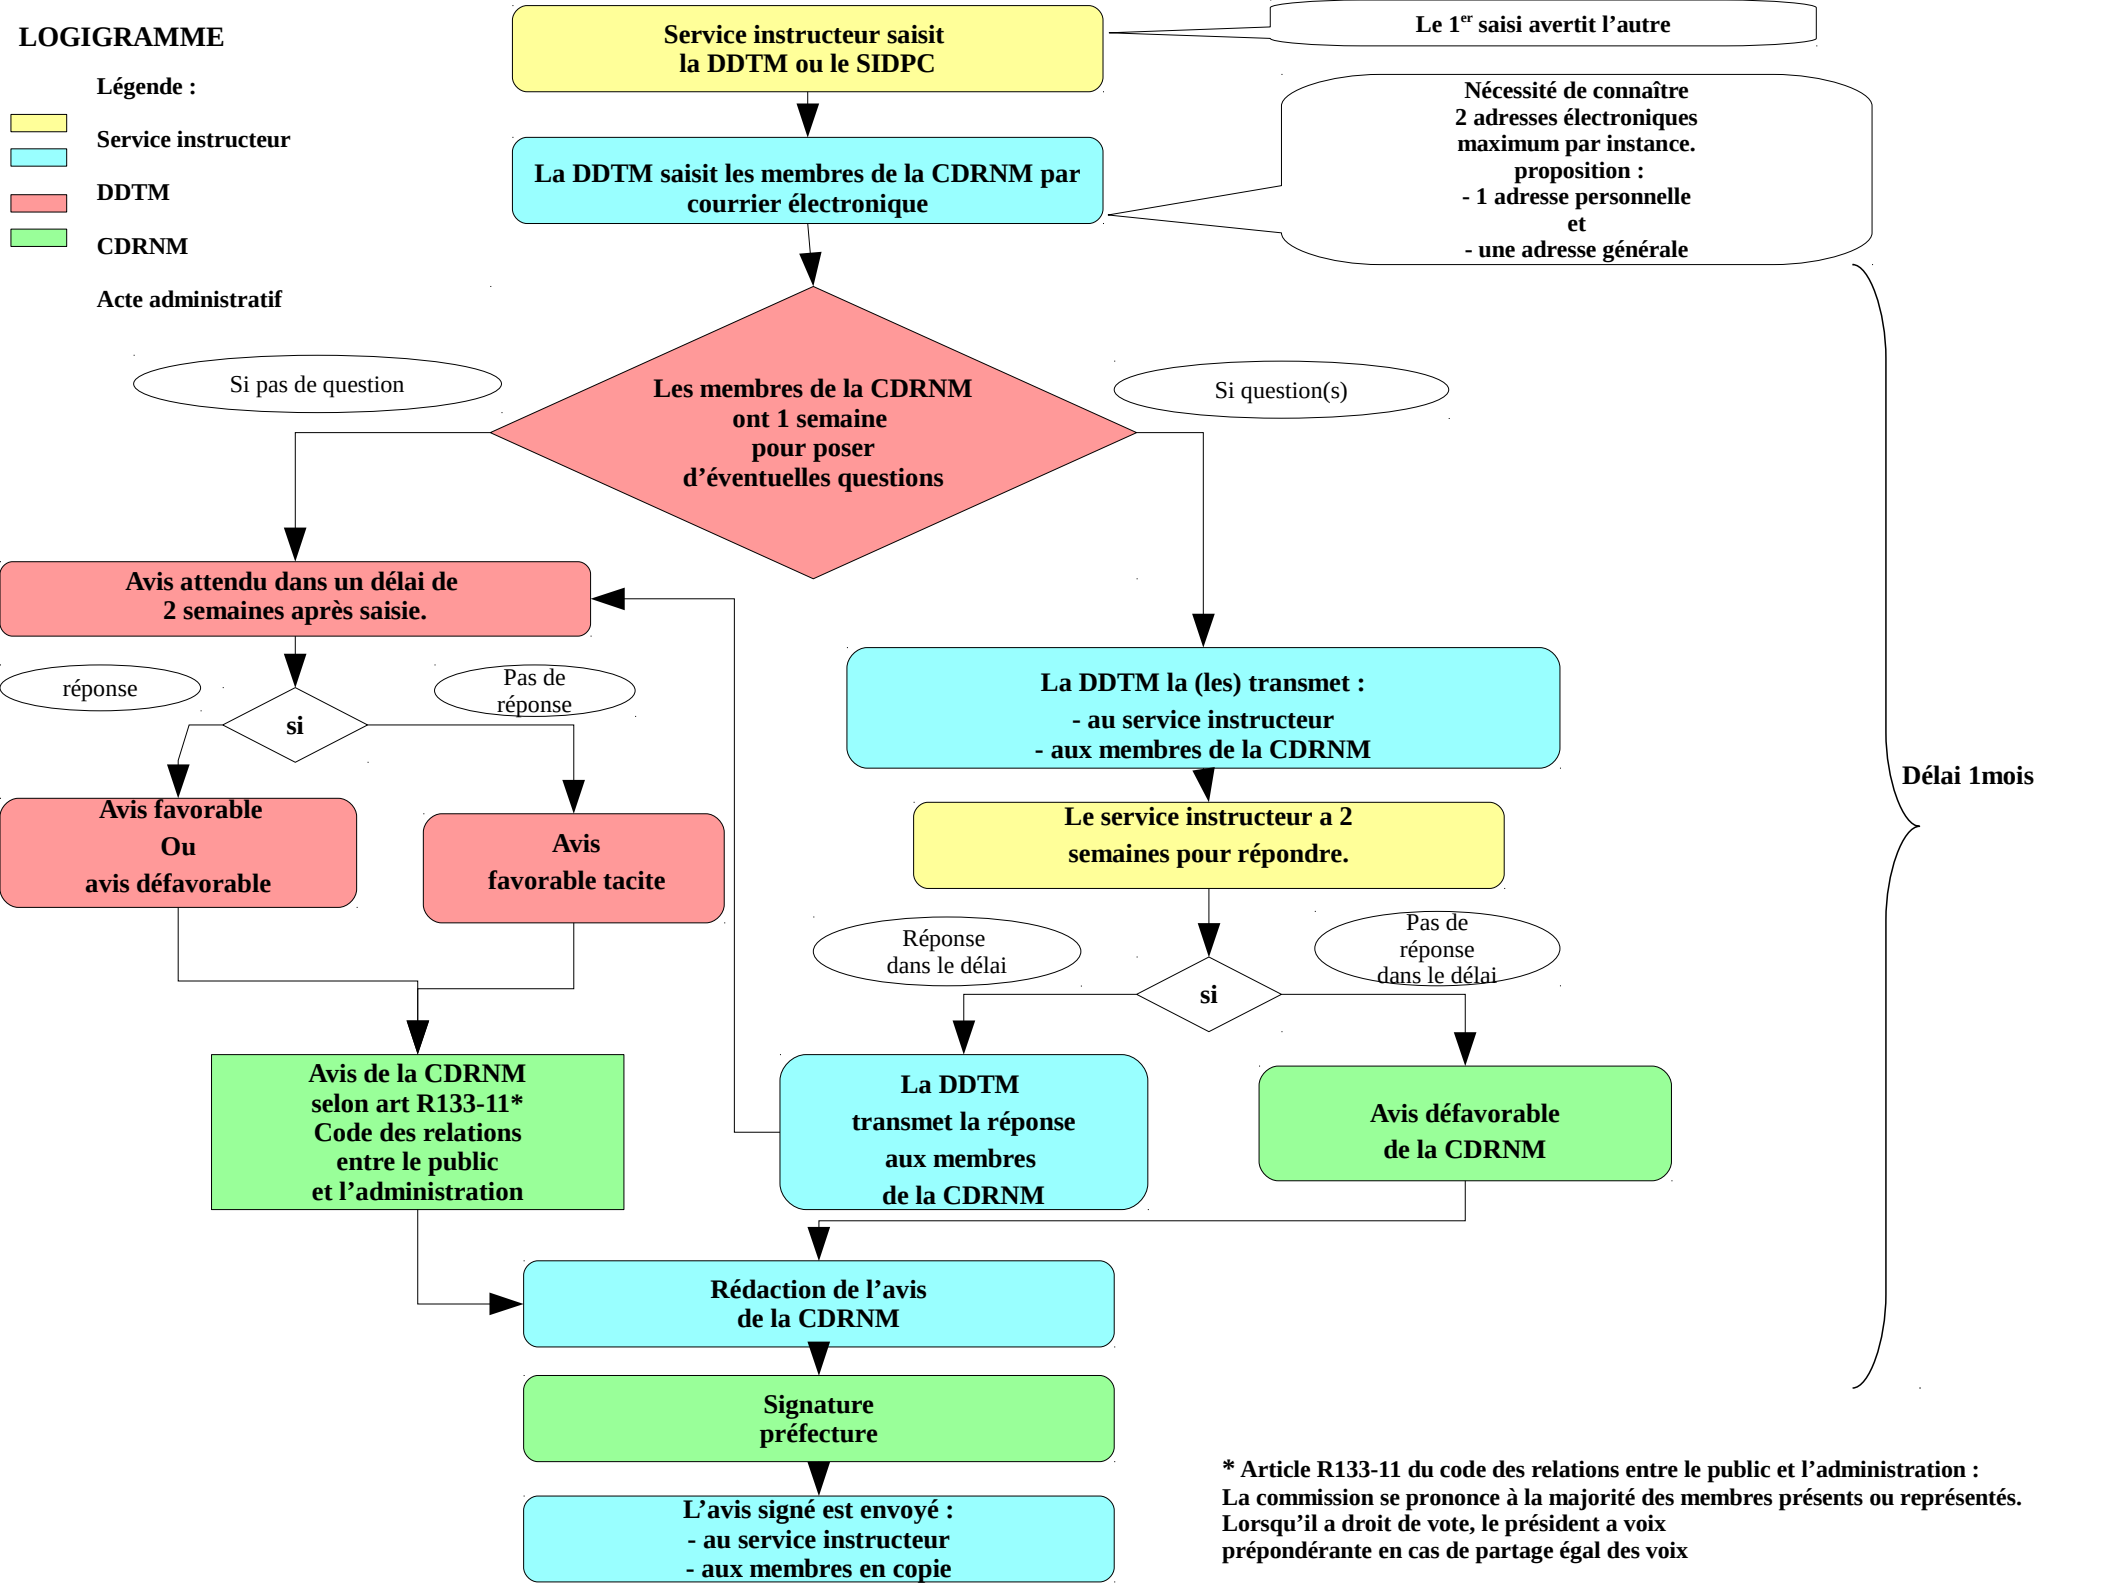 LOGIGRAMME
Légende :
Service instructeur
DDTM
CDRNM
Acte administratif
Service instructeur saisit
la DDTM ou le SIDPC
Le 1er saisi avertit l’autre
La DDTM saisit les membres de la CDRNM par
courrier électronique
Nécessité de connaître
2 adresses électroniques
maximum par instance.
proposition :
- 1 adresse personnelle
et
- une adresse générale
Si pas de question
Les membres de la CDRNM
ont 1 semaine
pour poser
d’éventuelles questions
Si question(s)
Avis attendu dans un délai de
2 semaines après saisie.
réponse
si
Pas de
réponse
Avis favorable
Ou
avis défavorable
Avis
favorable tacite
La DDTM la (les) transmet :
- au service instructeur
- aux membres de la CDRNM
Le service instructeur a 2
semaines pour répondre.
Délai 1mois
Réponse
dans le délai
si
Pas de
réponse
dans le délai
Avis de la CDRNM
selon art R133-11*
Code des relations
entre le public
et l’administration
La DDTM
transmet la réponse
aux membres
de la CDRNM
Avis défavorable
de la CDRNM
Rédaction de l’avis
de la CDRNM
Signature
préfecture
L’avis signé est envoyé :
- au service instructeur
- aux membres en copie
* Article R133-11 du code des relations entre le public et l’administration :
La commission se prononce à la majorité des membres présents ou représentés.
Lorsqu’il a droit de vote, le président a voix
prépondérante en cas de partage égal des voix